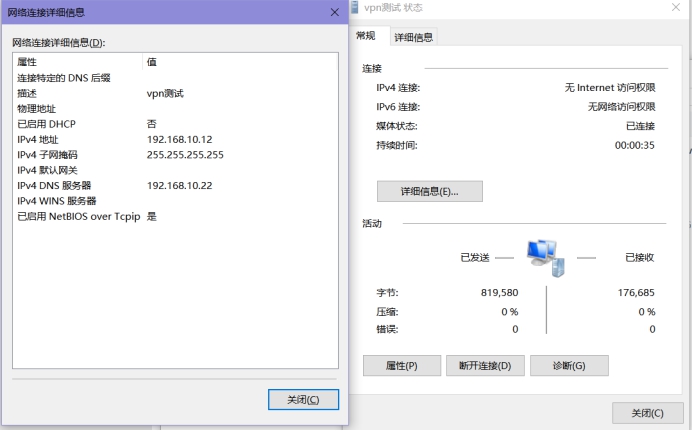 网络连接详细信息
网络连接详细信息(D):
属性 值
连接特定的 DNS 后缀
描述 vpn测试
物理地址
已启用 DHCP 否
IPv4 地址 192.168.10.12
IPv4 子网掩码 255.255.255.255
IPv4 默认网关
IPv4 DNS 服务器 192.168.10.22
IPv4 WINS 服务器
已启用 NetBIOS over Tcpip 是
关闭(C)
vpn测试 状态
常规 详细信息
连接
IPv4 连接: 无 Internet 访问权限
IPv6 连接: 无网络访问权限
媒体状态: 已连接
持续时间: 00:00:35
详细信息(E)...
活动
已发送 已接收
字节: 819,580 176,685
压缩: 0 % 0 %
错误: 0 0
属性(P) 断开连接(D) 诊断(G)
关闭(C)